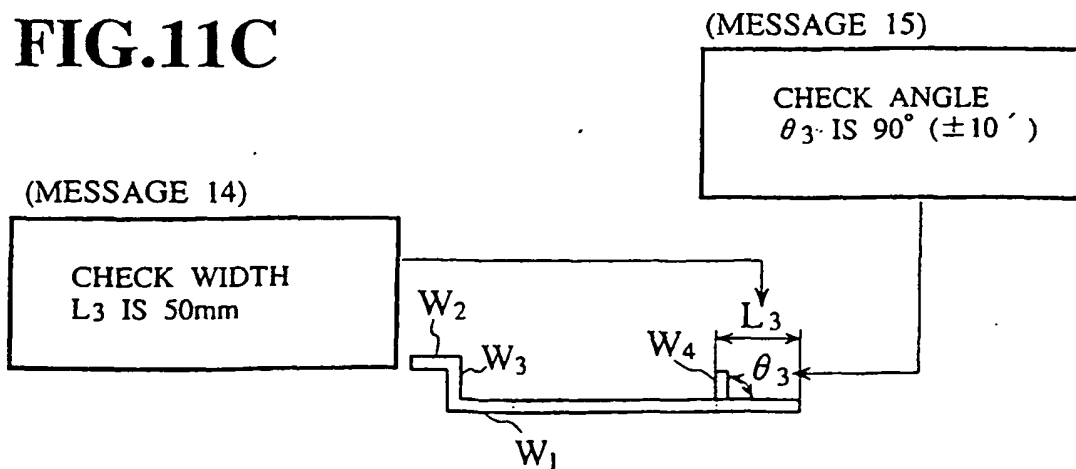 FIG.11C
(MESSAGE 15)
CHECK ANGLE
θ3 IS 90° (±10´)
(MESSAGE 14)
CHECK WIDTH
L3 IS 50mm
L3
W2
W3
W4
θ3
W1